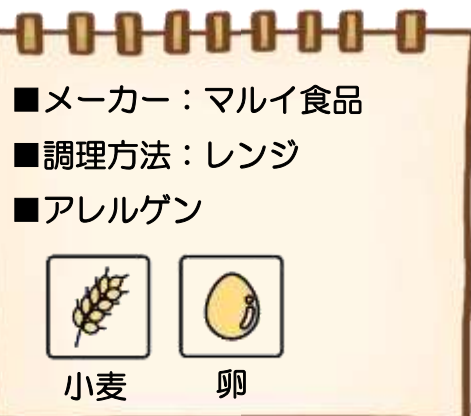 ■メーカー：マルイ食品
■調理方法：レンジ
■アレルゲン
小麦 卵